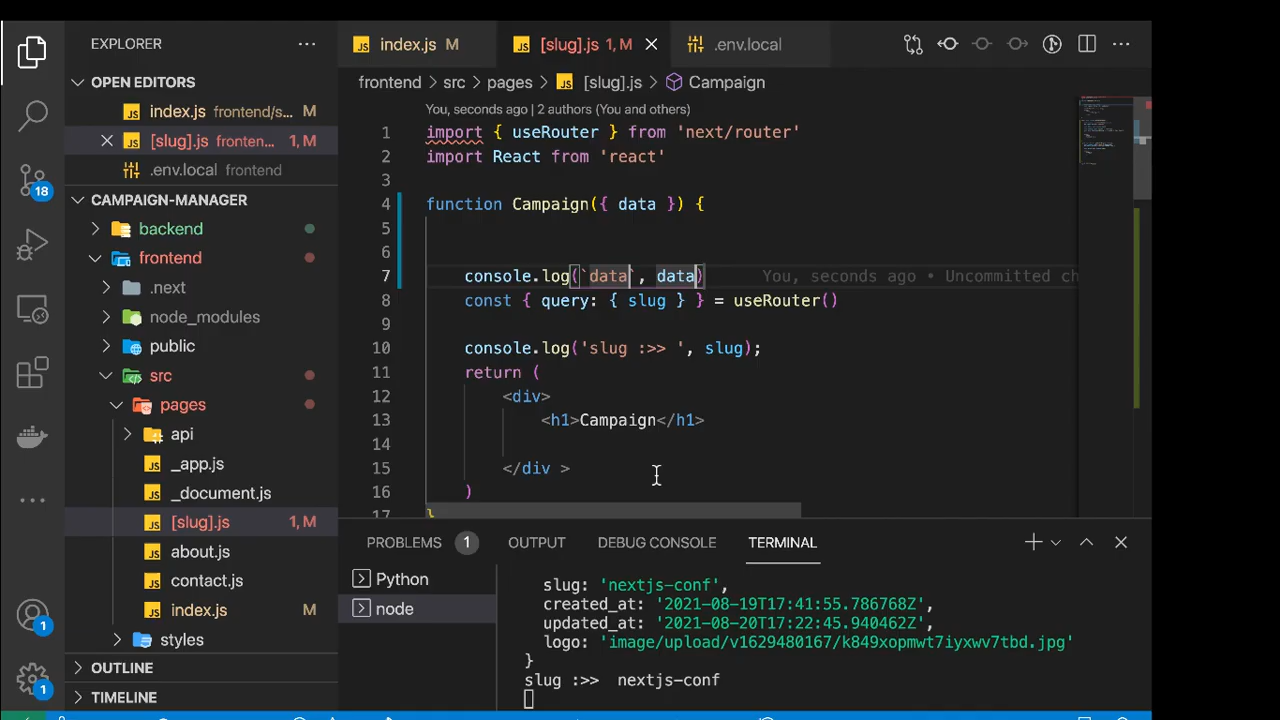 EXPLORER
OPEN EDITORS
index.js frontend/s... M
[slug].js fronten... 1, M
.env.local frontend
CAMPAIGN-MANAGER
backend
frontend
.next
node_modules
public
src
pages
api
_app.js
_document.js
[slug].js 1, M
about.js
contact.js
index.js M
styles
OUTLINE
TIMELINE
18
1
1
index.js M
[slug].js 1, M
.env.local
frontend > src > pages > [slug].js > Campaign
You, seconds ago | 2 authors (You and others)
1 import { useRouter } from 'next/router'
2 import React from 'react'
3
4 function Campaign({ data }) {
5
6
7 console.log(`data`, data) You, seconds ago • Uncommitted ch
8 const { query: { slug } } = useRouter()
9
10 console.log('slug :>> ', slug);
11 return (
12 <div>
13 <h1>Campaign</h1>
14
15 </div >
16 )
17 }
PROBLEMS 1 OUTPUT DEBUG CONSOLE TERMINAL
Python
node
slug: 'nextjs-conf',
created_at: '2021-08-19T17:41:55.786768Z',
updated_at: '2021-08-20T17:22:45.940462Z',
logo: 'image/upload/v1629480167/k849xopmwt7iyxwv7tbd.jpg'
}
slug :>> nextjs-conf